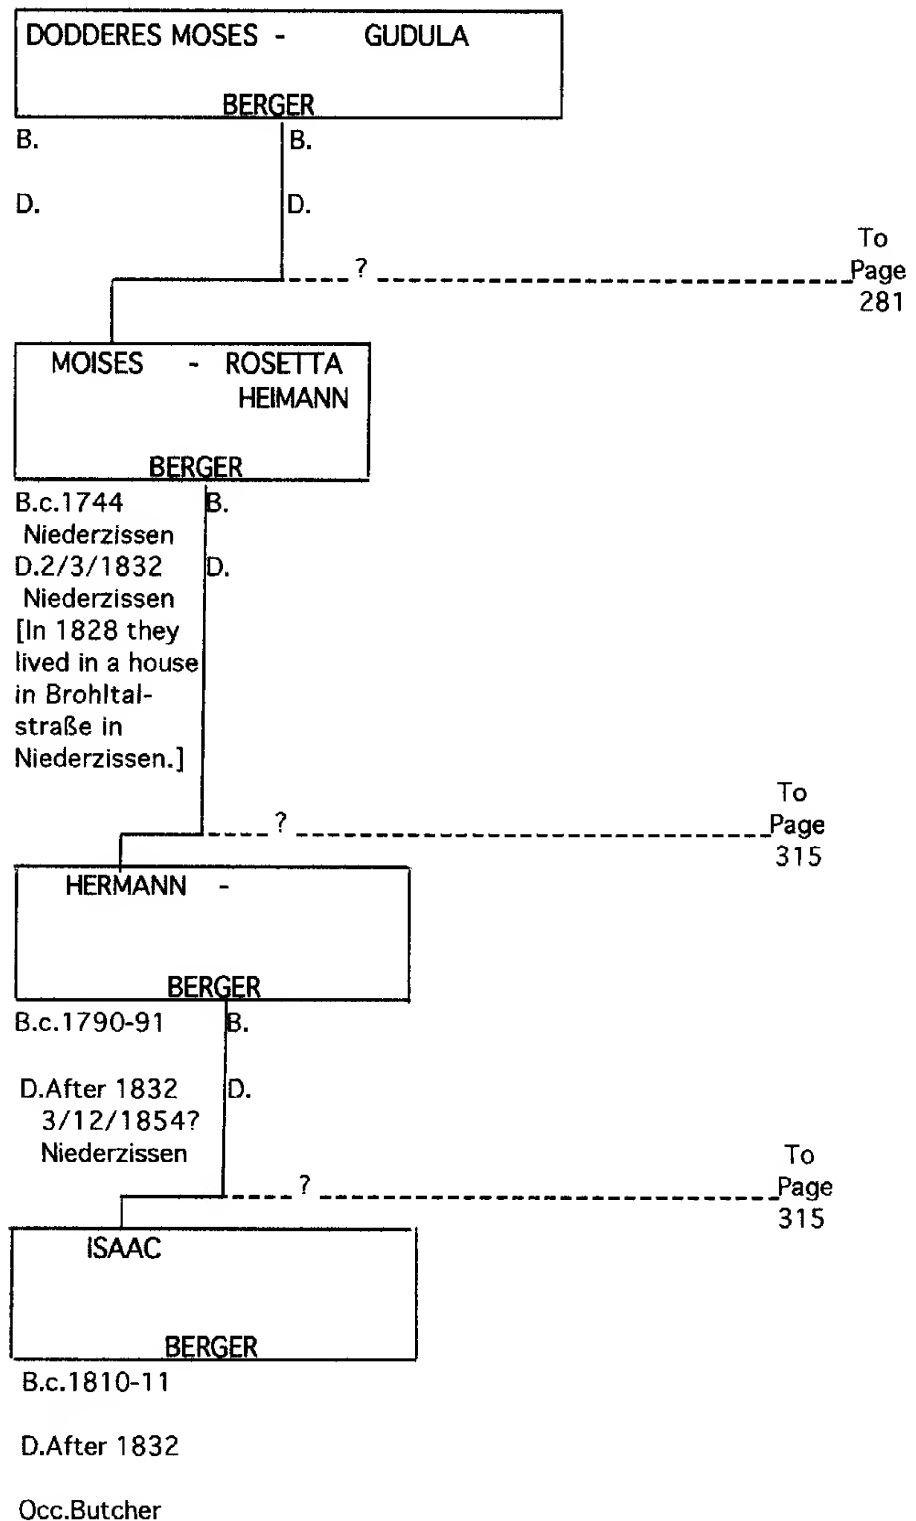 DODDERES MOSES - GUDULA
BERGER
B. B.
D. D.
?
To
Page
281
MOISES - ROSETTA
HEIMANN
BERGER
B.c.1744 B.
Niederzissen
D.2/3/1832 D.
Niederzissen
[In 1828 they
lived in a house
in Brohltal-
straße in
Niederzissen.]
?
To
Page
315
HERMANN -
BERGER
B.c.1790-91 B.
D.After 1832 D.
3/12/1854?
Niederzissen
?
To
Page
315
ISAAC
BERGER
B.c.1810-11
D.After 1832
Occ.Butcher